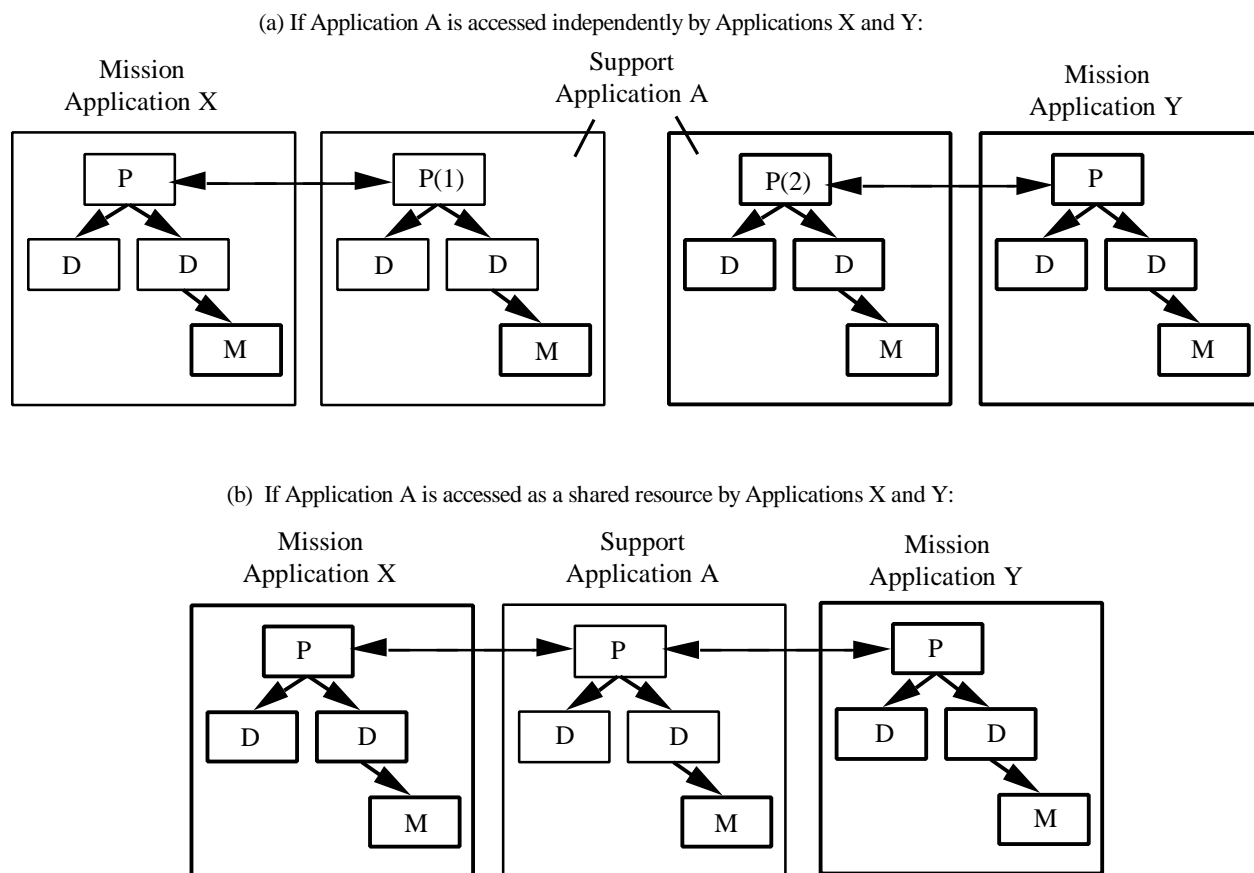 (a) If Application A is accessed independently by Applications X and Y:
Mission
Application X
Support
Application A
Mission
Application Y
P
P(1)
P(2)
P
D
D
D
D
D
D
D
D
M
M
M
M
(b) If Application A is accessed as a shared resource by Applications X and Y:
Mission
Application X
Support
Application A
Mission
Application Y
P
P
P
D
D
D
D
D
D
M
M
M